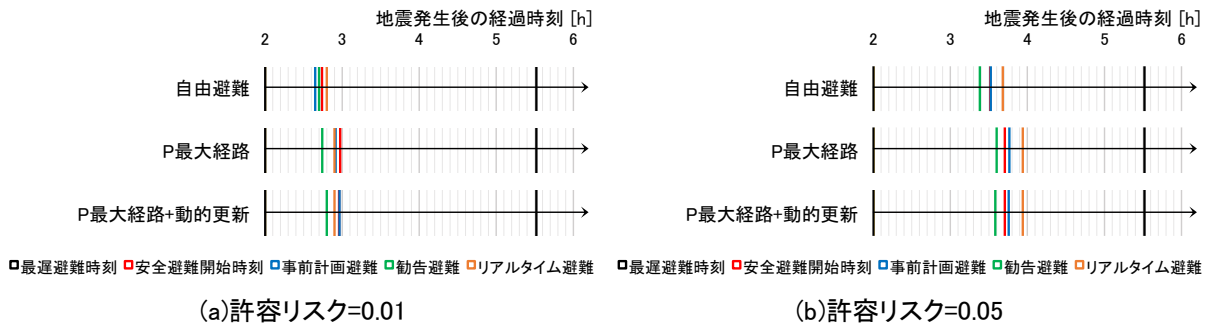 地震発生後の経過時刻 [h]
2 3 4 5 6
自由避難
P最大経路
P最大経路+動的更新
最遅避難時刻 安全避難開始時刻 事前計画避難 勧告避難 リアルタイム避難
(a)許容リスク=0.01
地震発生後の経過時刻 [h]
2 3 4 5 6
自由避難
P最大経路
P最大経路+動的更新
最遅避難時刻 安全避難開始時刻 事前計画避難 勧告避難 リアルタイム避難
(b)許容リスク=0.05